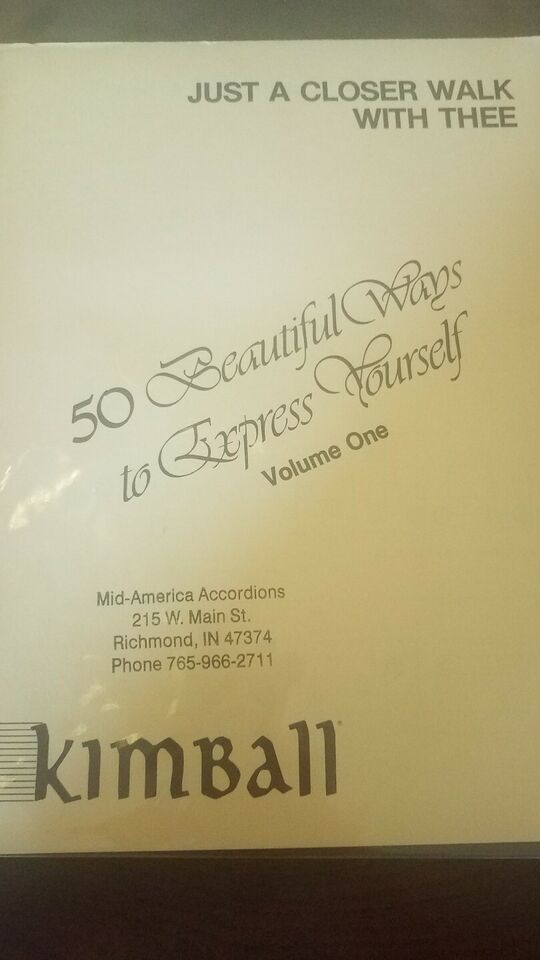 JUST A CLOSER WALK
WITH THEE
50 Beautiful Ways
to Express Yourself
Volume One
Mid-America Accordions
215 W. Main St.
Richmond, IN 47374
Phone 765-966-2711
KIMBALL